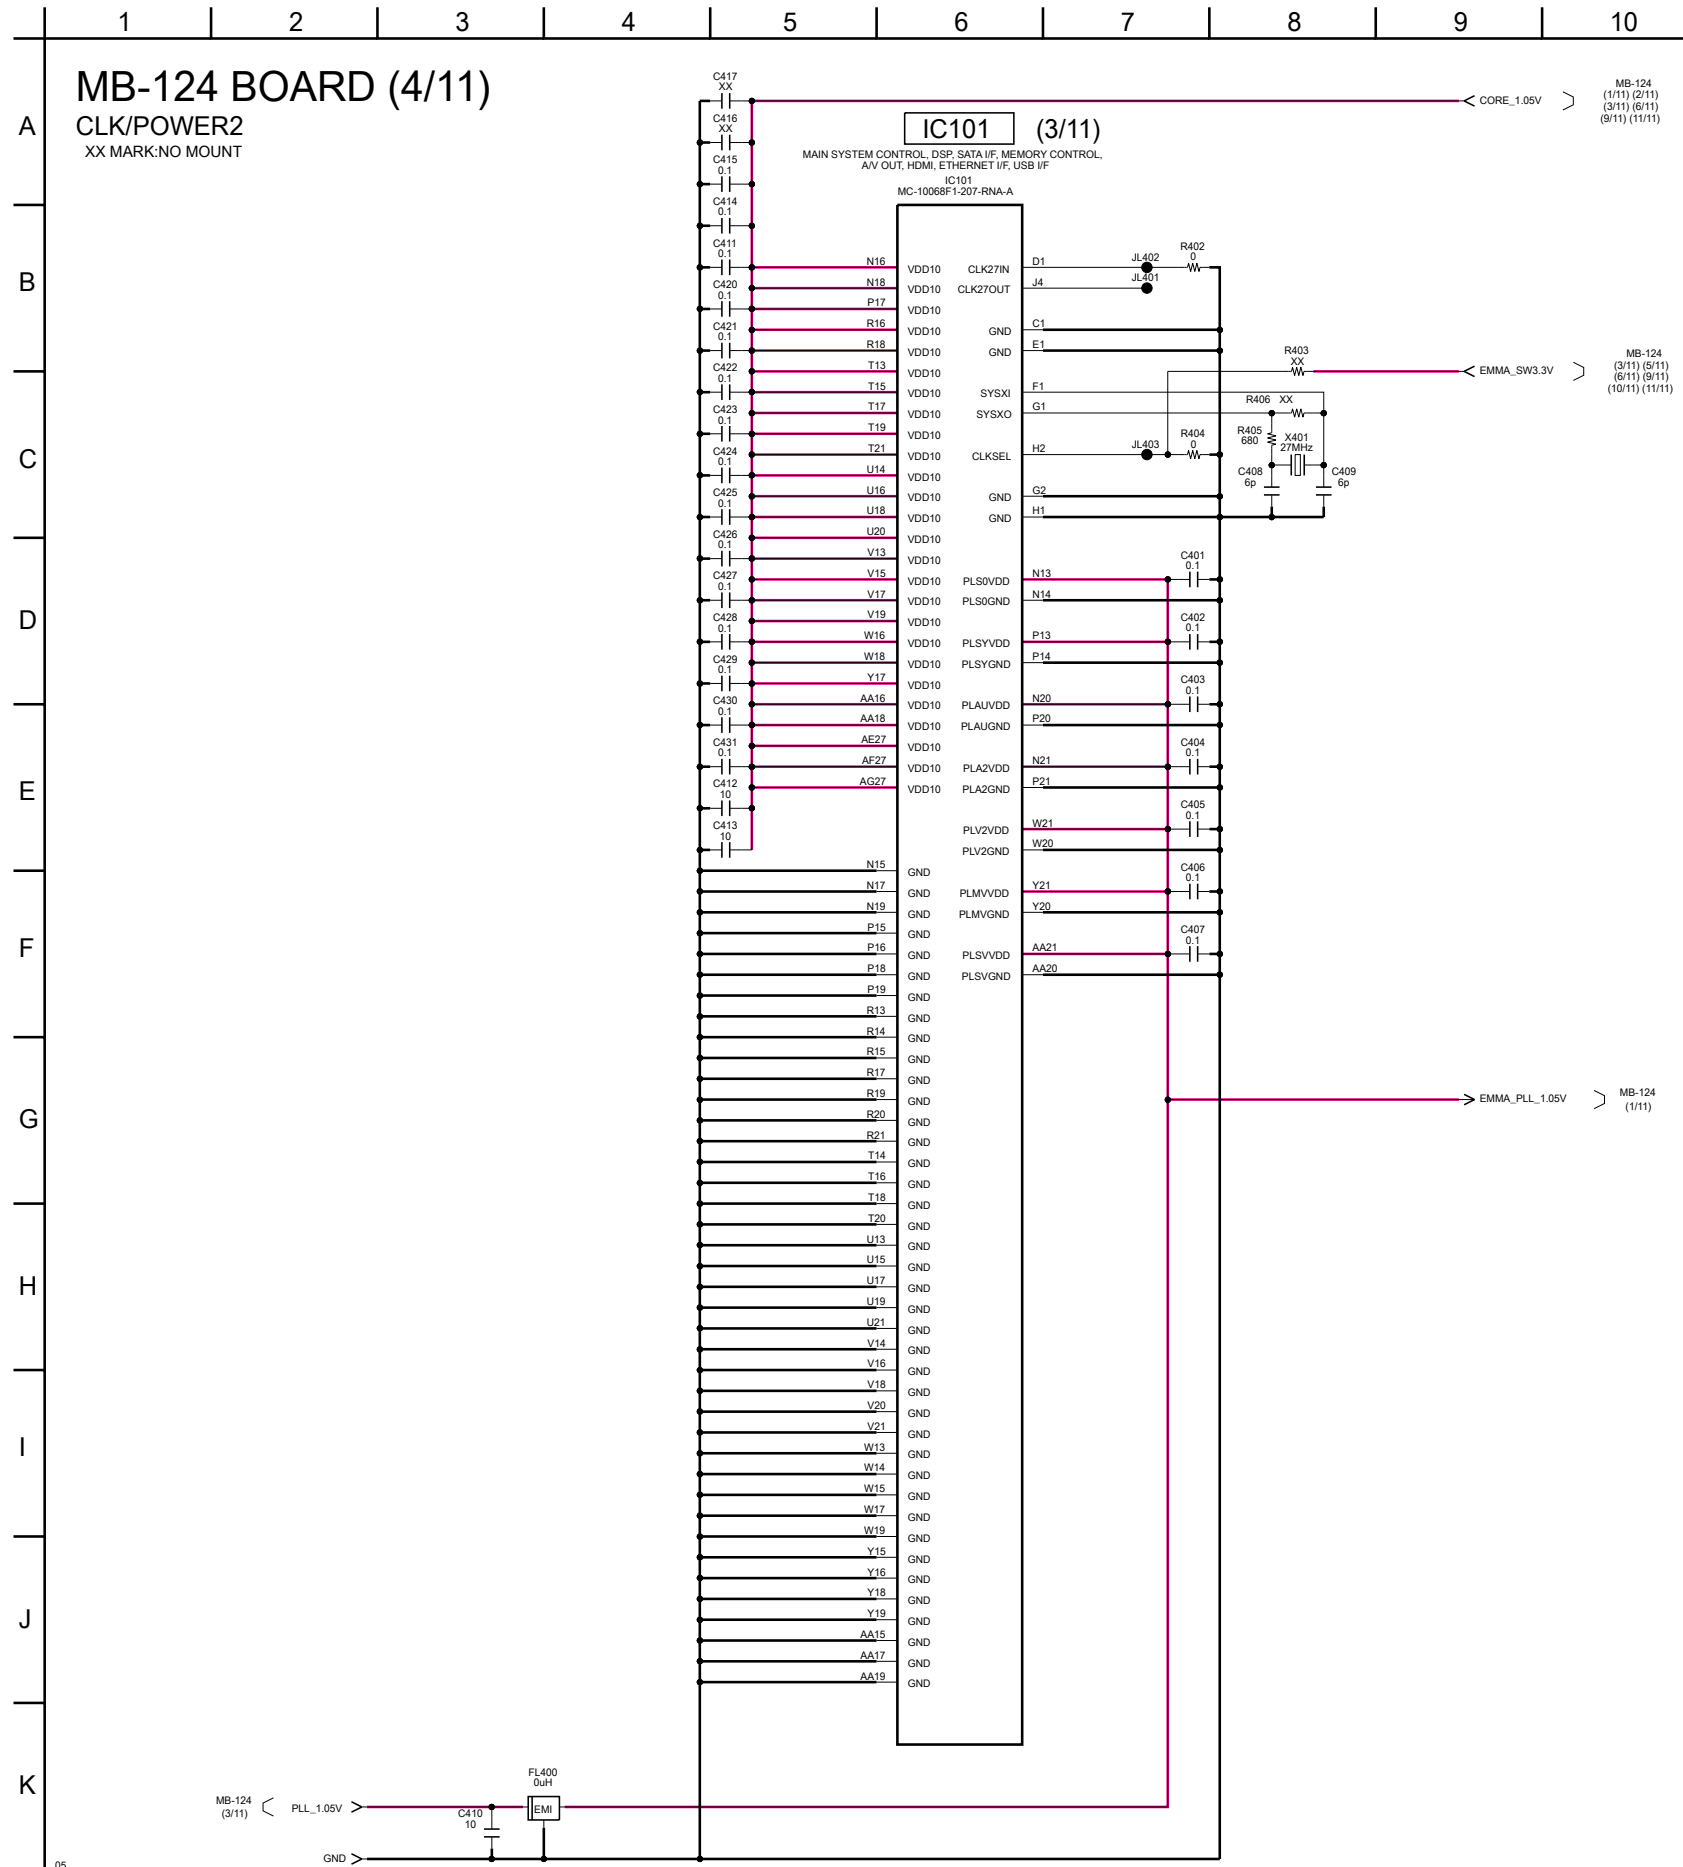 1 2 3 4 5 6 7 8 9 10
MB-124 BOARD (4/11)
CLK/POWER2
XX MARK:NO MOUNT
A
B
C
D
E
F
G
H
I
J
K
IC101 (3/11)
MAIN SYSTEM CONTROL, DSP, SATA I/F, MEMORY CONTROL,
A/V OUT, HDMI, ETHERNET I/F, USB I/F
IC101
MC-10068F1-207-RNA-A
C417
XX
C416
XX
C415
0.1
C414
0.1
C411
0.1
C420
0.1
C421
0.1
C422
0.1
C423
0.1
C424
0.1
C425
0.1
C426
0.1
C427
0.1
C428
0.1
C429
0.1
C430
0.1
C431
0.1
C412
10
C413
10
N16 VDD10
N18 VDD10
P17 VDD10
R16 VDD10
R18 VDD10
T13 VDD10
T15 VDD10
T17 VDD10
T19 VDD10
T21 VDD10
U14 VDD10
U16 VDD10
U18 VDD10
U20 VDD10
V13 VDD10
V15 VDD10
V17 VDD10
V19 VDD10
W16 VDD10
W18 VDD10
Y17 VDD10
AA16 VDD10
AA18 VDD10
AE27 VDD10
AF27 VDD10
AG27 VDD10
N15 GND
N17 GND
N19 GND
P15 GND
P16 GND
P18 GND
P19 GND
R13 GND
R14 GND
R15 GND
R17 GND
R19 GND
R20 GND
R21 GND
T14 GND
T16 GND
T18 GND
T20 GND
U13 GND
U15 GND
U17 GND
U19 GND
U21 GND
V14 GND
V16 GND
V18 GND
V20 GND
V21 GND
W13 GND
W14 GND
W15 GND
W17 GND
W19 GND
Y15 GND
Y16 GND
Y18 GND
Y19 GND
AA15 GND
AA17 GND
AA19 GND
CLK27IN D1
CLK27OUT J4
GND C1
GND E1
SYSXI F1
SYSXO G1
CLKSEL H2
GND G2
GND H1
PLS0VDD N13
PLS0GND N14
PLSYVDD P13
PLSYGND P14
PLAUVDD N20
PLAUGND P20
PLA2VDD N21
PLA2GND P21
PLV2VDD W21
PLV2GND W20
PLMVVDD Y21
PLMVGND Y20
PLSVVDD AA21
PLSVGND AA20
JL402
JL401
R402
0
JL403
R404
0
R403
XX
R406 XX
R405
680
X401
27MHz
C408
6p
C409
6p
C401
0.1
C402
0.1
C403
0.1
C404
0.1
C405
0.1
C406
0.1
C407
0.1
CORE_1.05V
MB-124
(1/11) (2/11)
(3/11) (6/11)
(9/11) (11/11)
EMMA_SW3.3V
MB-124
(3/11) (5/11)
(6/11) (9/11)
(10/11) (11/11)
EMMA_PLL_1.05V
MB-124
(1/11)
MB-124
(3/11)
PLL_1.05V
C410
10
FL400
0uH
EMI
GND
05